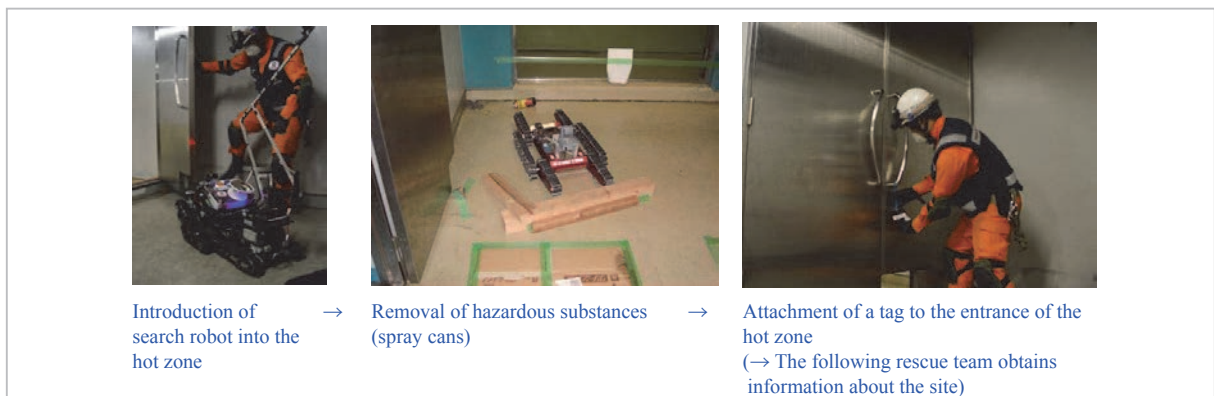 Introduction of
search robot into the
hot zone
→
Removal of hazardous substances
(spray cans)
→
Attachment of a tag to the entrance of the
hot zone
(→ The following rescue team obtains
information about the site)